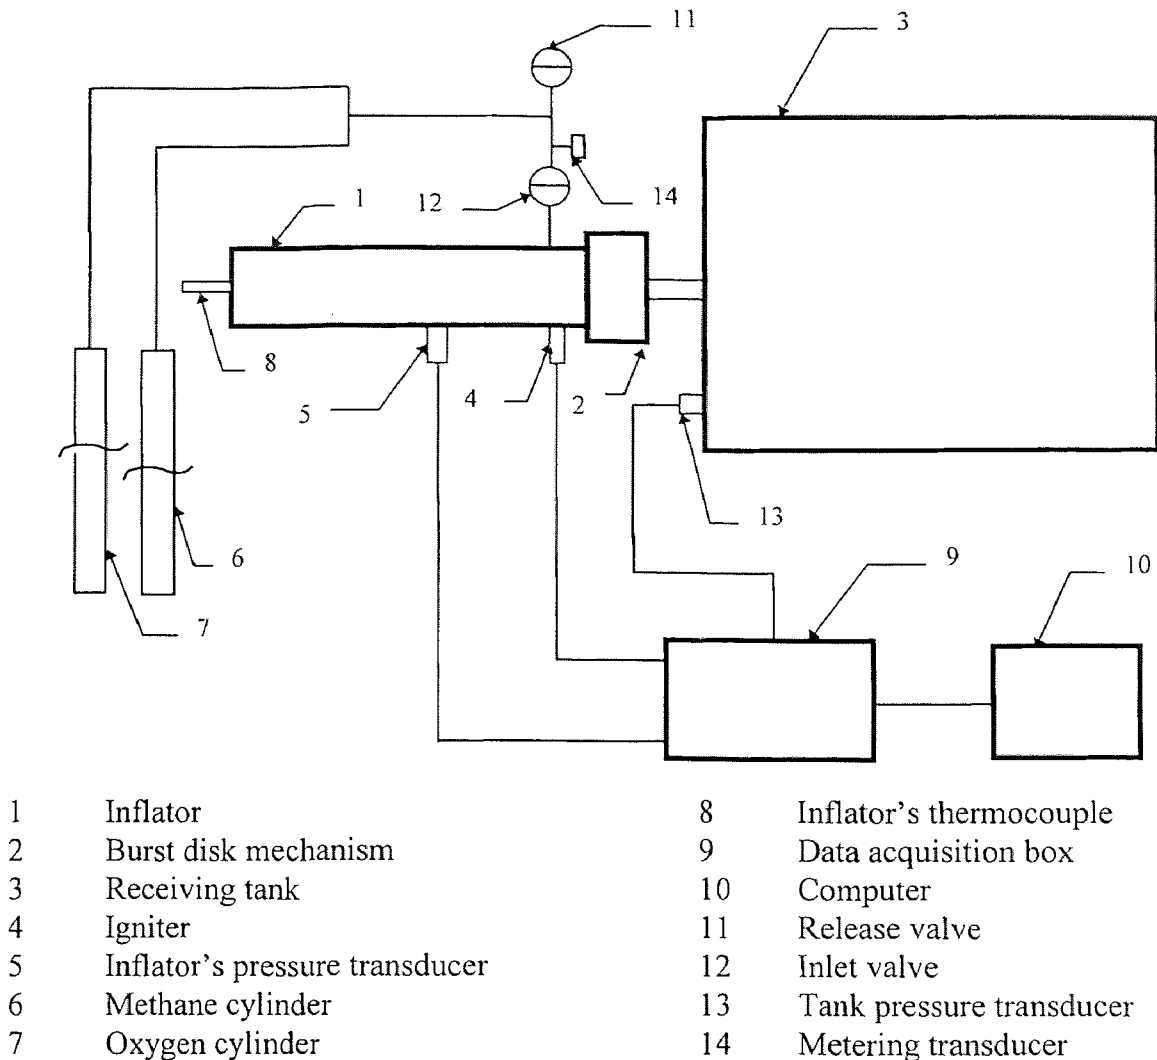 11
3
1
12
14
8
5
4
2
13
6
7
9
10
1 Inflator
2 Burst disk mechanism
3 Receiving tank
4 Igniter
5 Inflator's pressure transducer
6 Methane cylinder
7 Oxygen cylinder
8 Inflator's thermocouple
9 Data acquisition box
10 Computer
11 Release valve
12 Inlet valve
13 Tank pressure transducer
14 Metering transducer